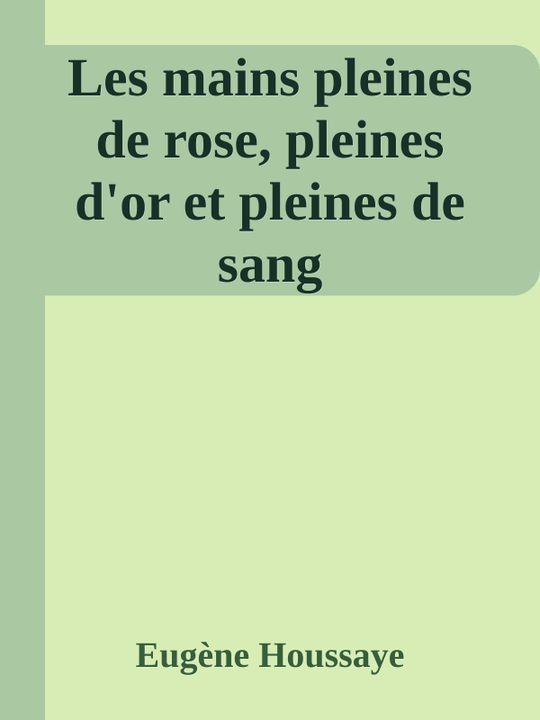 Les mains pleines
de rose, pleines
d'or et pleines de
sang
Eugène Houssaye